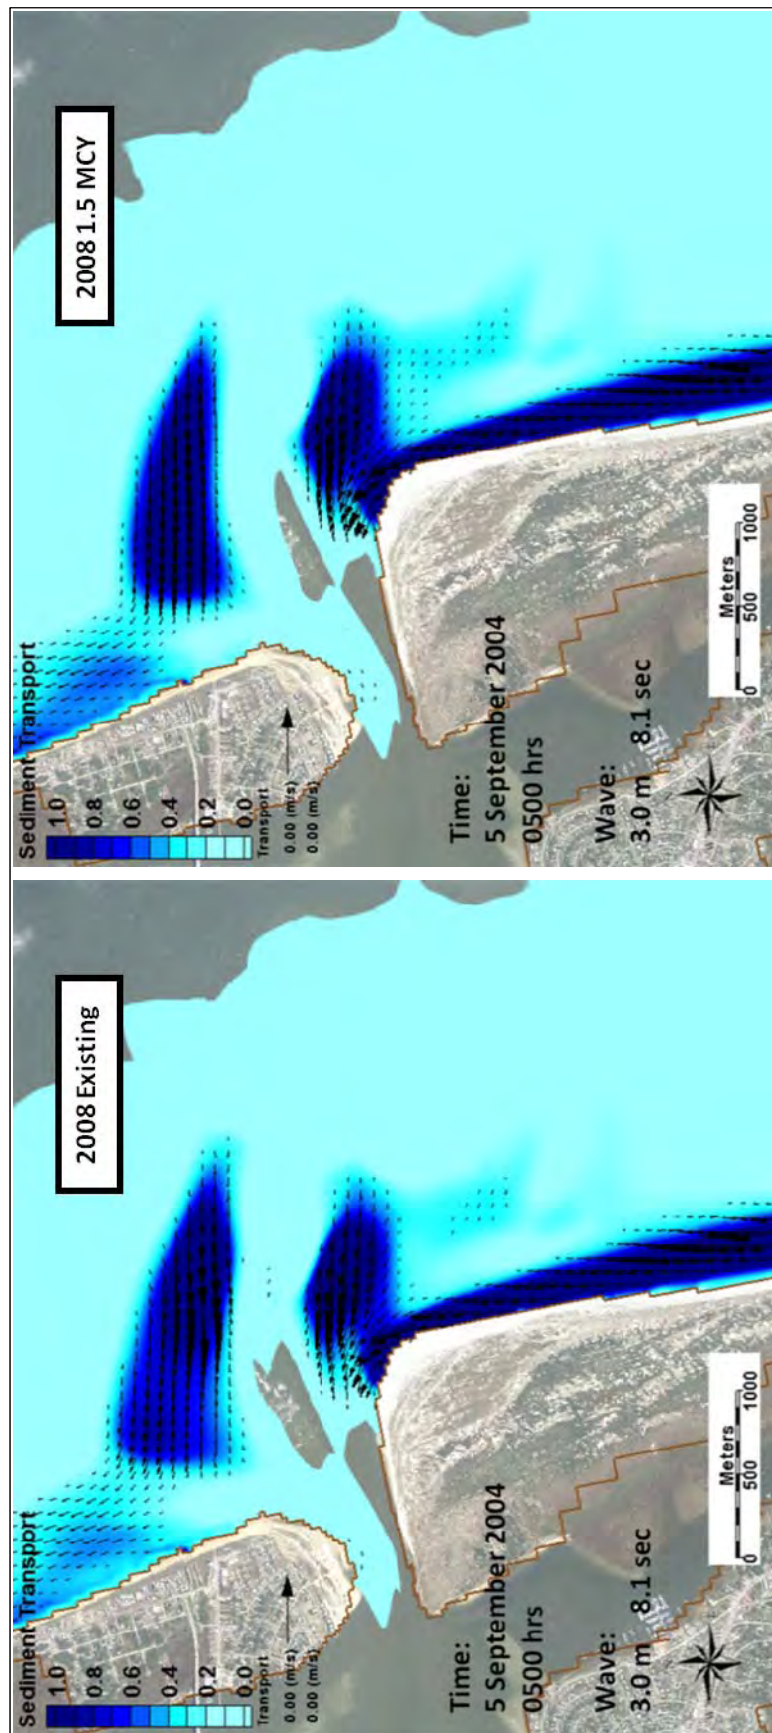 2008 1.5 MCY
Sediment Transport
1.0
0.8
0.6
0.4
0.2
0.0
Transport
0.00 (m/s)
0.00 (m/s)
Time:
5 September 2004
0500 hrs
Wave:
3.0 m 8.1 sec
Meters
0 500 1000
2008 Existing
Sediment Transport
1.0
0.8
0.6
0.4
0.2
0.0
Transport
0.00 (m/s)
0.00 (m/s)
Time:
5 September 2004
0500 hrs
Wave:
3.0 m 8.1 sec
Meters
0 500 1000